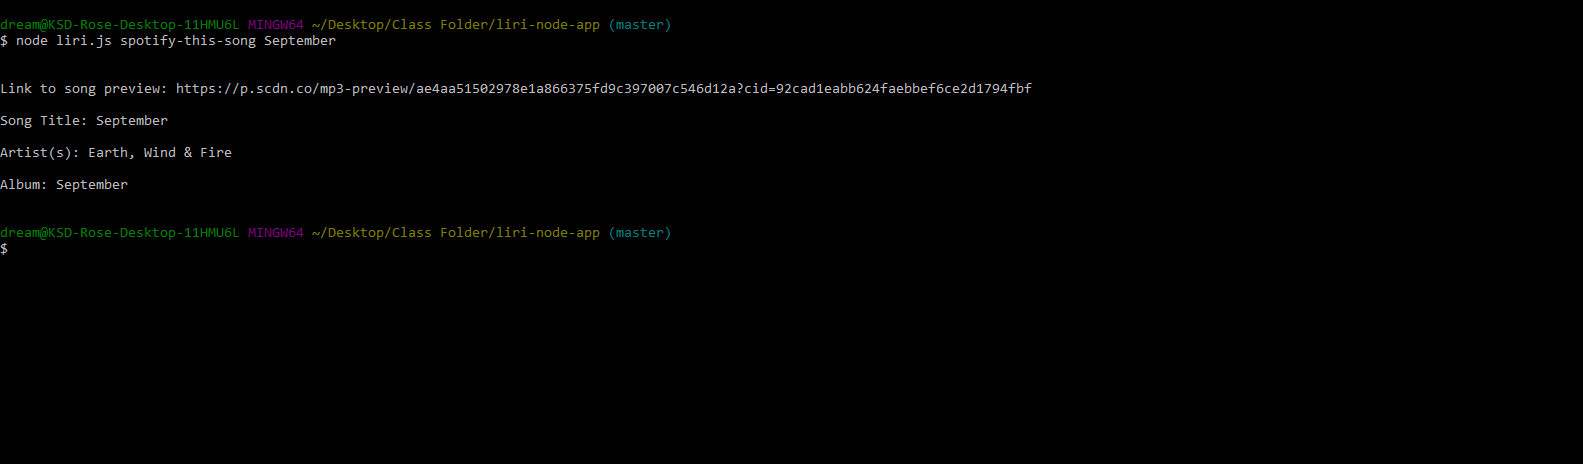 dream@KSD-Rose-Desktop-11HMU6L MINGW64 ~/Desktop/Class Folder/liri-node-app (master)
$ node liri.js spotify-this-song September
Link to song preview: https://p.scdn.co/mp3-preview/ae4aa51502978e1a866375fd9c397007c546d12a?cid=92cad1eabb624faebbef6ce2d1794fbf
Song Title: September
Artist(s): Earth, Wind & Fire
Album: September
dream@KSD-Rose-Desktop-11HMU6L MINGW64 ~/Desktop/Class Folder/liri-node-app (master)
$